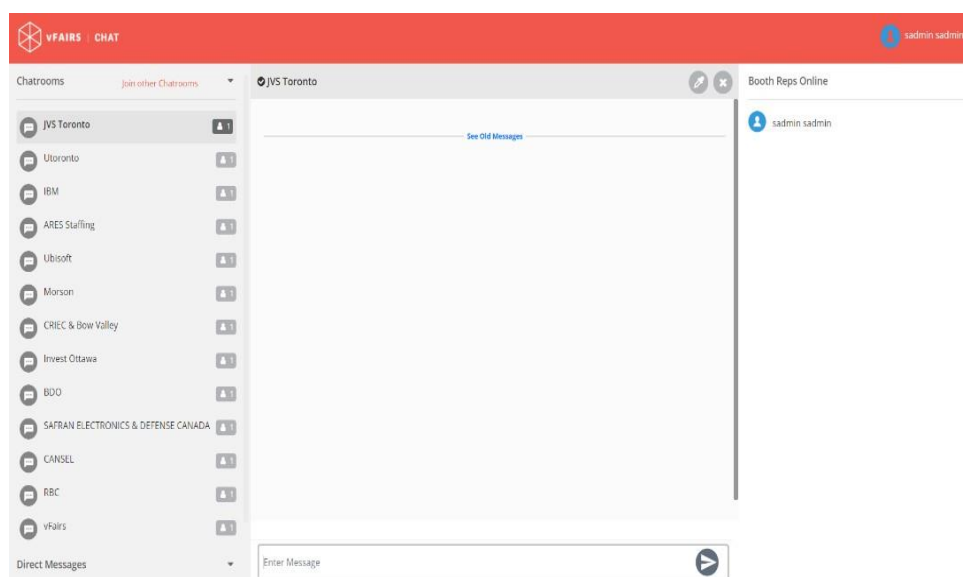 vFAIRS | CHAT
sadmin sadmin
Chatrooms
Join other Chatrooms
JVS Toronto
1
Utoronto
1
IBM
1
ARES Staffing
1
Ubisoft
1
Morson
1
CRIEC & Bow Valley
1
Invest Ottawa
1
BDO
1
SAFRAN ELECTRONICS & DEFENSE CANADA
1
CANSEL
1
RBC
1
vFairs
1
Direct Messages
JVS Toronto
See Old Messages
Enter Message
Booth Reps Online
sadmin sadmin